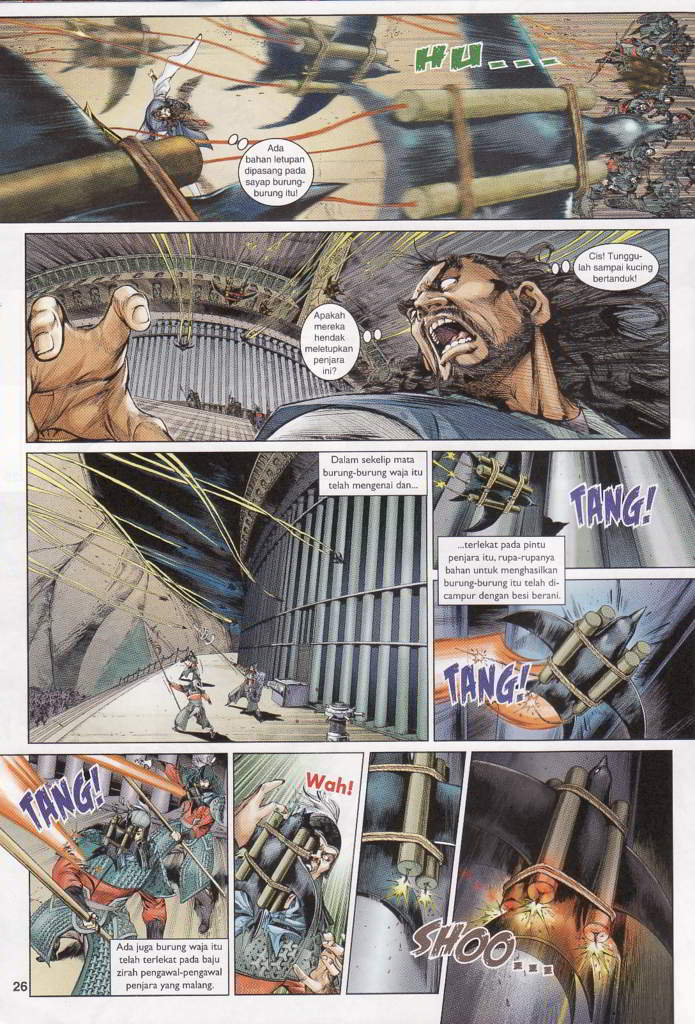 HU...
Ada
bahan letupan
dipasang pada
sayap burung-
burung itu!
Cis! Tunggu-
lah sampai kucing
bertanduk!
Apakah
mereka
hendak
meletupkan
penjara
ini?
Dalam sekelip mata
burung-burung waja itu
telah mengenai dan...
TANG!
...terlekat pada pintu
penjara itu, rupa-rupanya
bahan untuk menghasilkan
burung-burung itu telah di-
campur dengan besi berani.
TANG!
TANG!
Ada juga burung waja itu
telah terlekat pada baju
zirah pengawal-pengawal
penjara yang malang.
Wah!
SHOO...
26